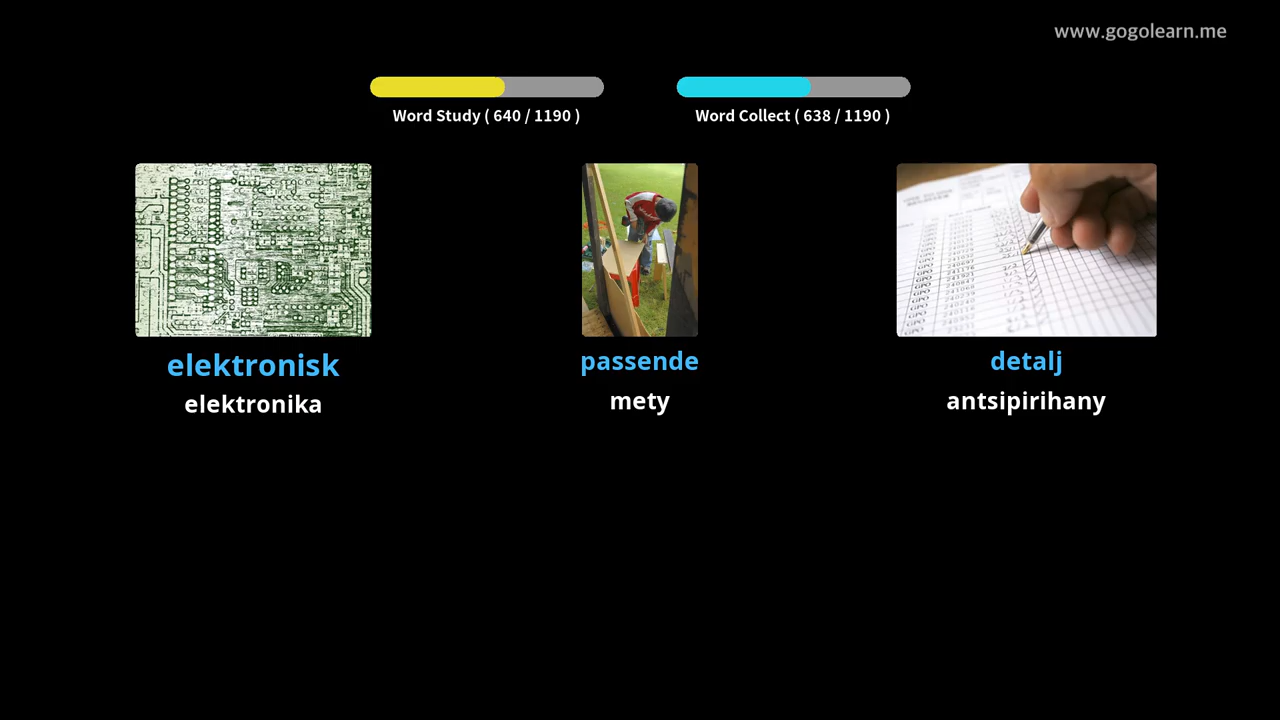 www.gogolearn.me
Word Study ( 640 / 1190 )
Word Collect ( 638 / 1190 )
elektronisk
elektronika
passende
mety
detalj
antsipirihany